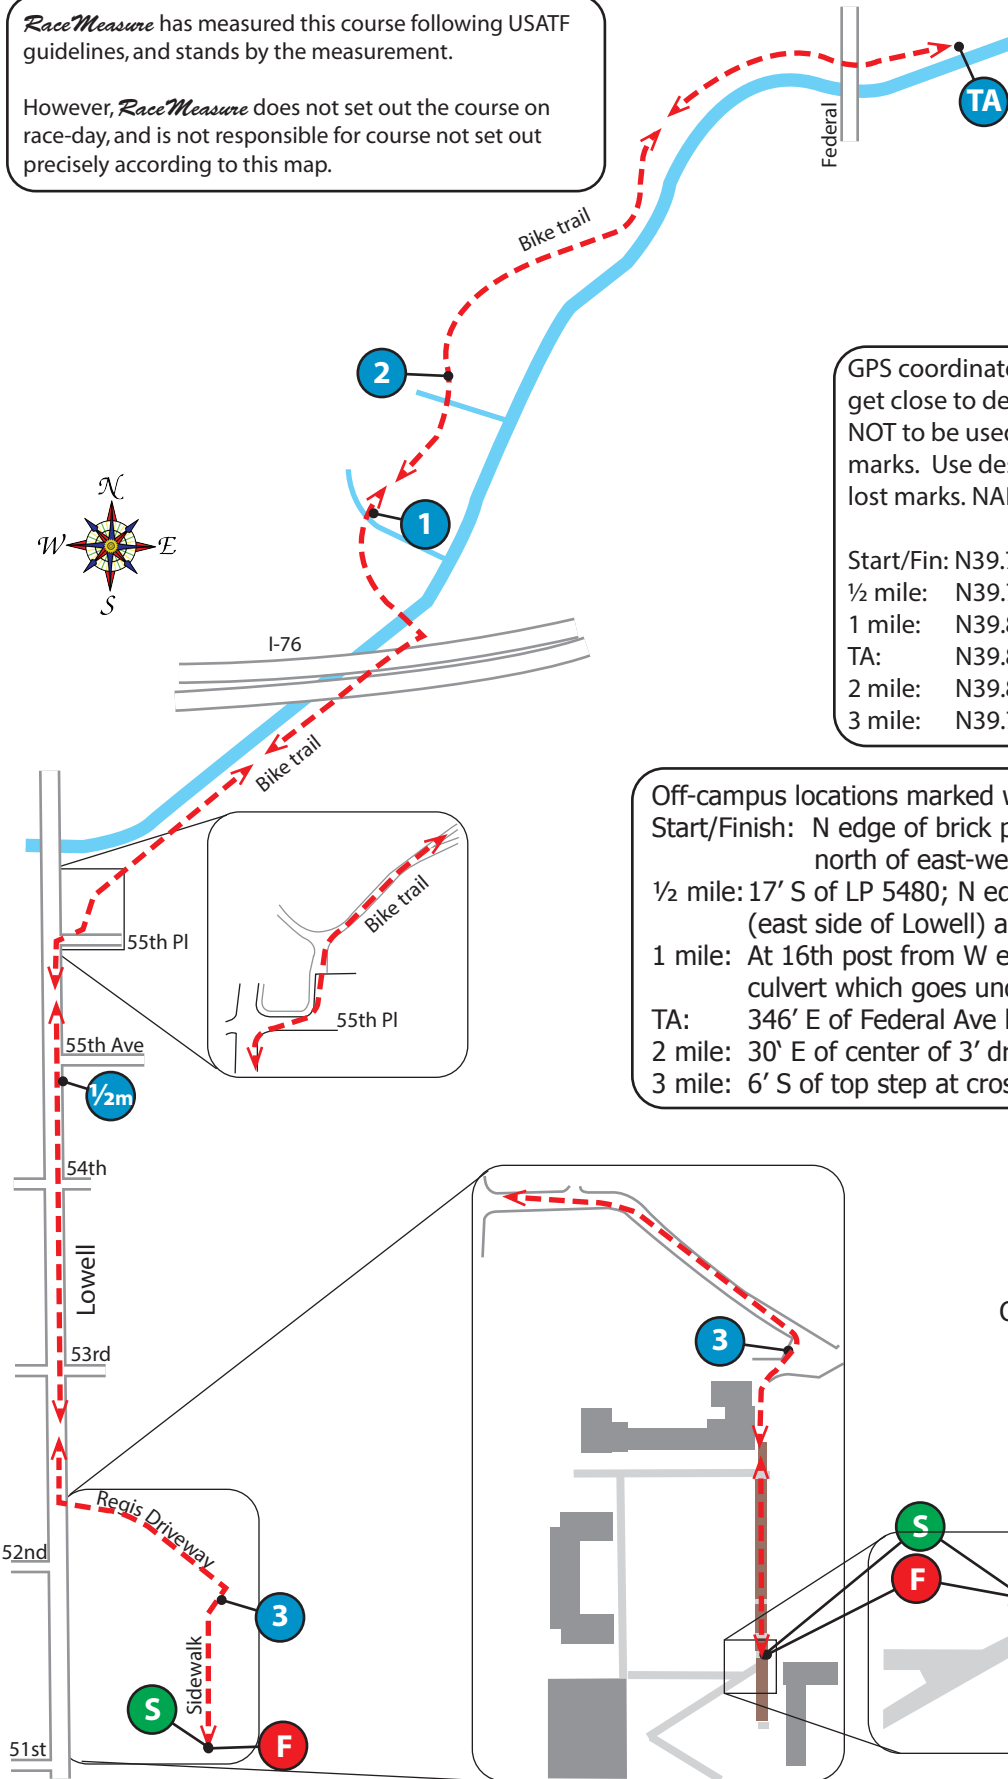 RaceMeasure has measured this course following USATF
guidelines, and stands by the measurement.
However, RaceMeasure does not set out the course on
race-day, and is not responsible for course not set out
precisely according to this map.
TA
Federal
Bike trail
2
1
N
W
E
S
I-76
Bike trail
GPS coordinate
get close to de
NOT to be used
marks. Use des
lost marks. NA
Start/Fin: N39.
½ mile: N39.
1 mile: N39.8
TA: N39.8
2 mile: N39.8
3 mile: N39.
Off-campus locations marked w
Start/Finish: N edge of brick p
north of east-we
½ mile: 17' S of LP 5480; N ed
(east side of Lowell) a
1 mile: At 16th post from W e
culvert which goes und
TA: 346' E of Federal Ave
2 mile: 30' E of center of 3' dr
3 mile: 6' S of top step at cros
55th Pl
Bike trail
55th Pl
55th Ave
½m
54th
Lowell
53rd
3
Regis Driveway
52nd
3
Sidewalk
S
F
51st
S
F